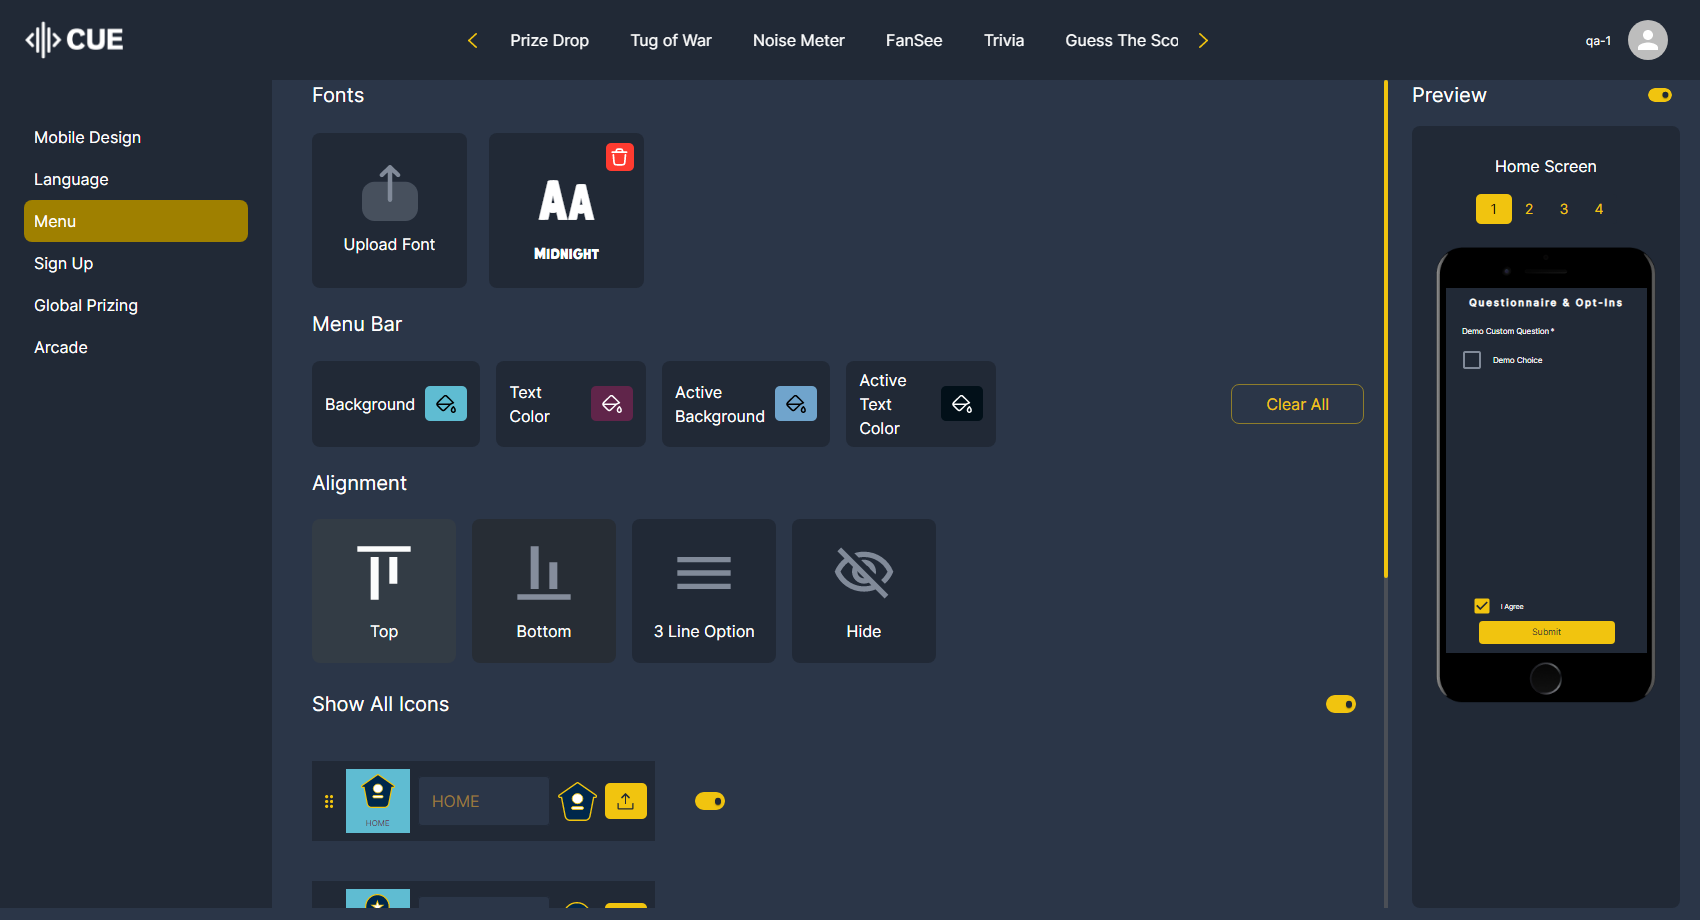 CUE
Prize Drop
Tug of War
Noise Meter
FanSee
Trivia
Guess The Sco
qa-1
Mobile Design
Language
Menu
Sign Up
Global Prizing
Arcade
Fonts
Upload Font
AA
MIDNIGHT
Menu Bar
Background
Text
Color
Active
Background
Active
Text
Color
Clear All
Alignment
Top
Bottom
3 Line Option
Hide
Show All Icons
HOME
HOME
Preview
Home Screen
1 2 3 4
Questionnaire & Opt-Ins
Demo Custom Question *
Demo Choice
I Agree
Submit